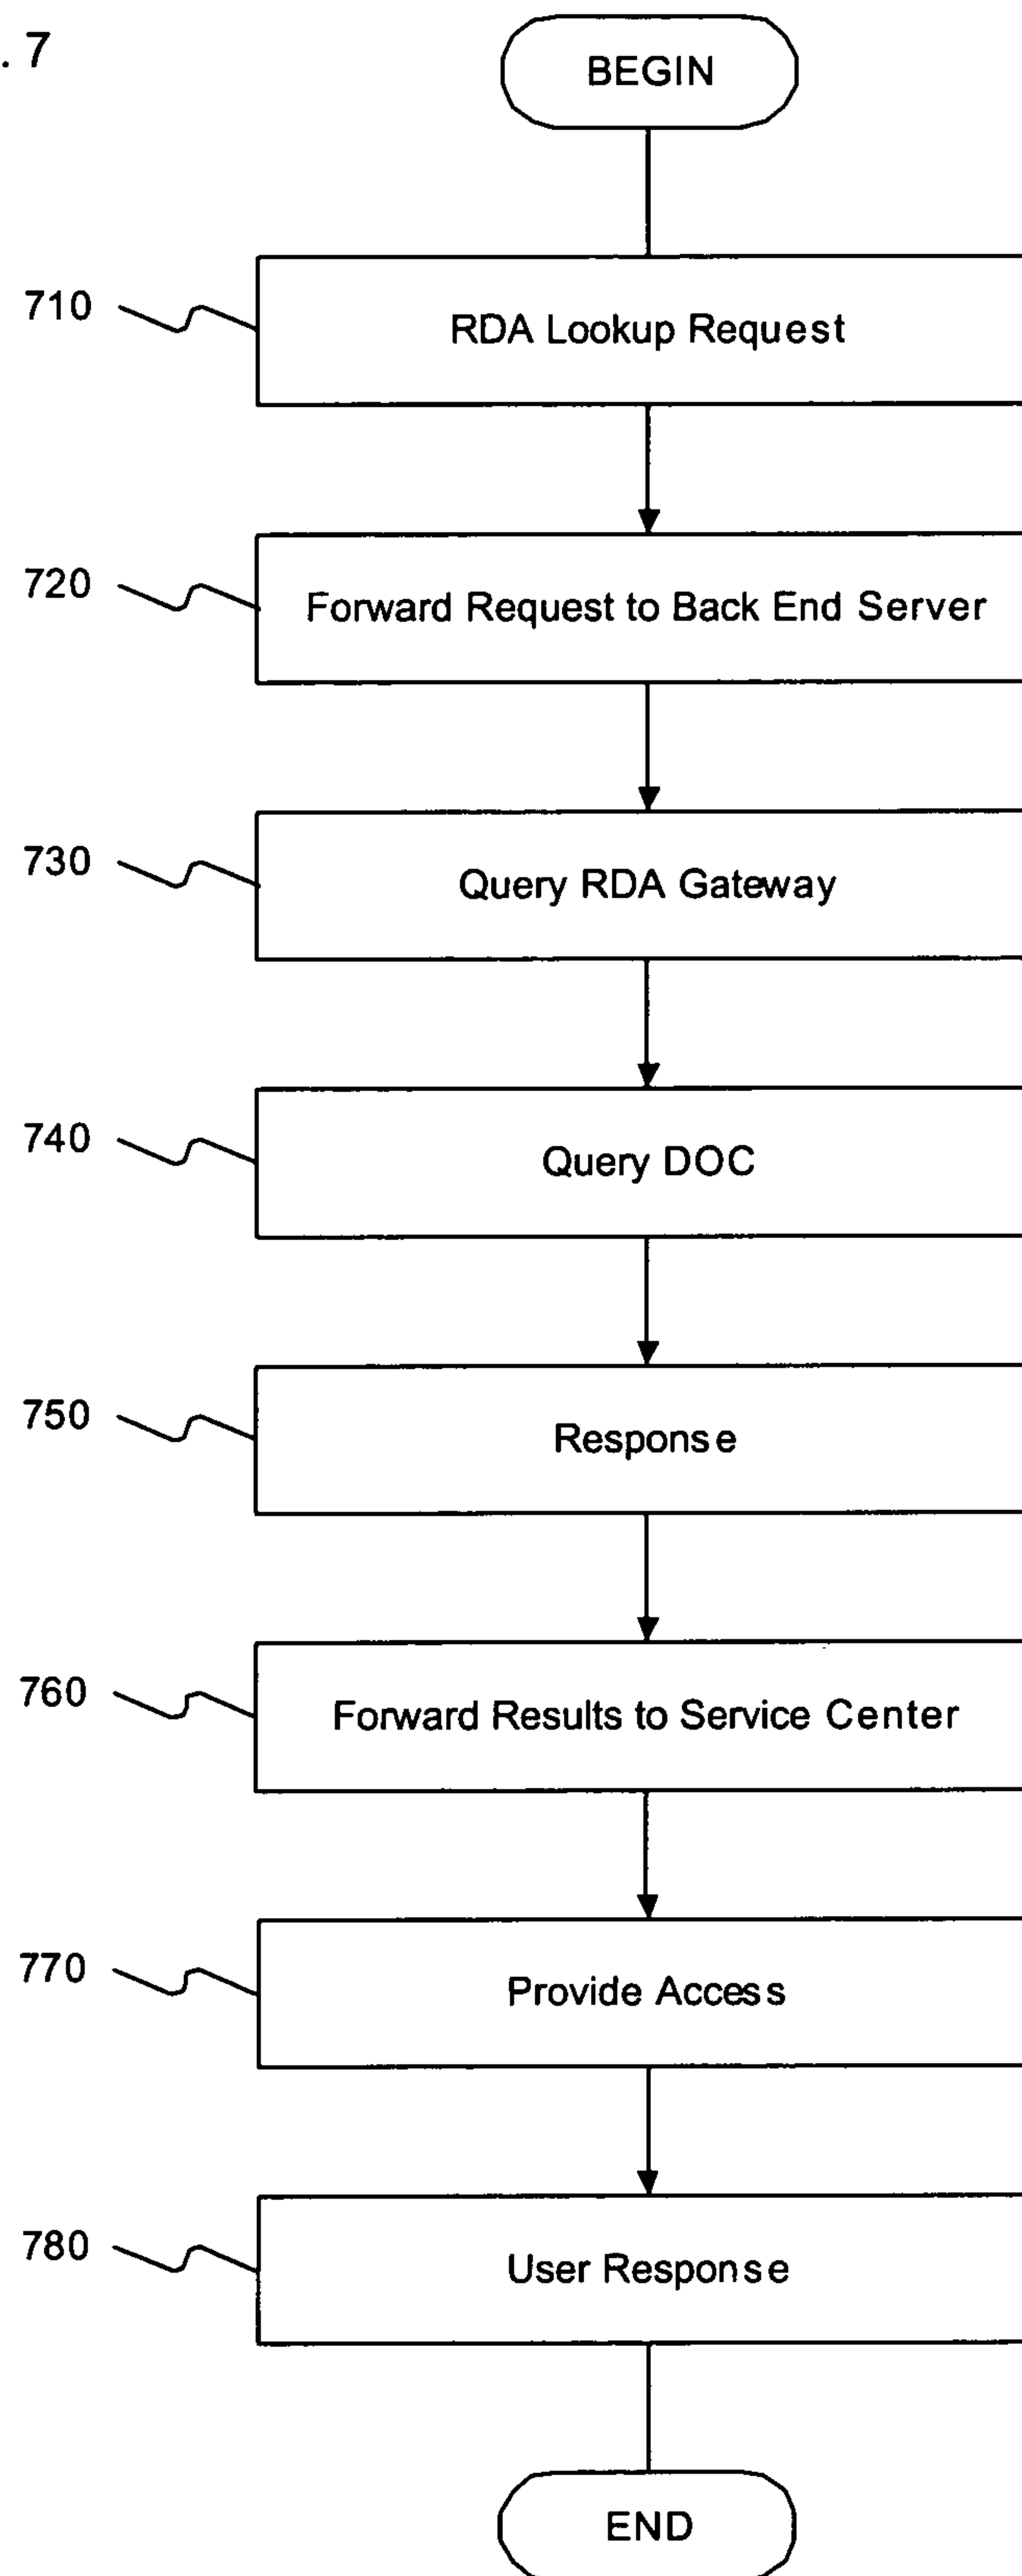 . 7
BEGIN
710
RDA Lookup Request
720
Forward Request to Back End Server
730
Query RDA Gateway
740
Query DOC
750
Response
760
Forward Results to Service Center
770
Provide Access
780
User Response
END